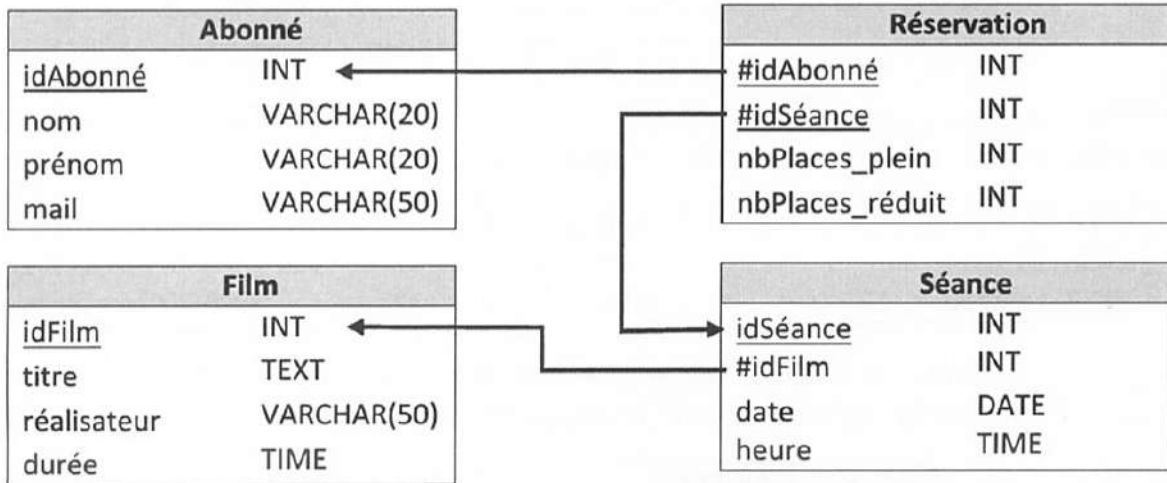 Abonné
idAbonné INT
nom VARCHAR(20)
prénom VARCHAR(20)
mail VARCHAR(50)
Réservation
#idAbonné INT
#idSéance INT
nbPlaces_plein INT
nbPlaces_réduit INT
Film
idFilm INT
titre TEXT
réalisateur VARCHAR(50)
durée TIME
Séance
idSéance INT
#idFilm INT
date DATE
heure TIME